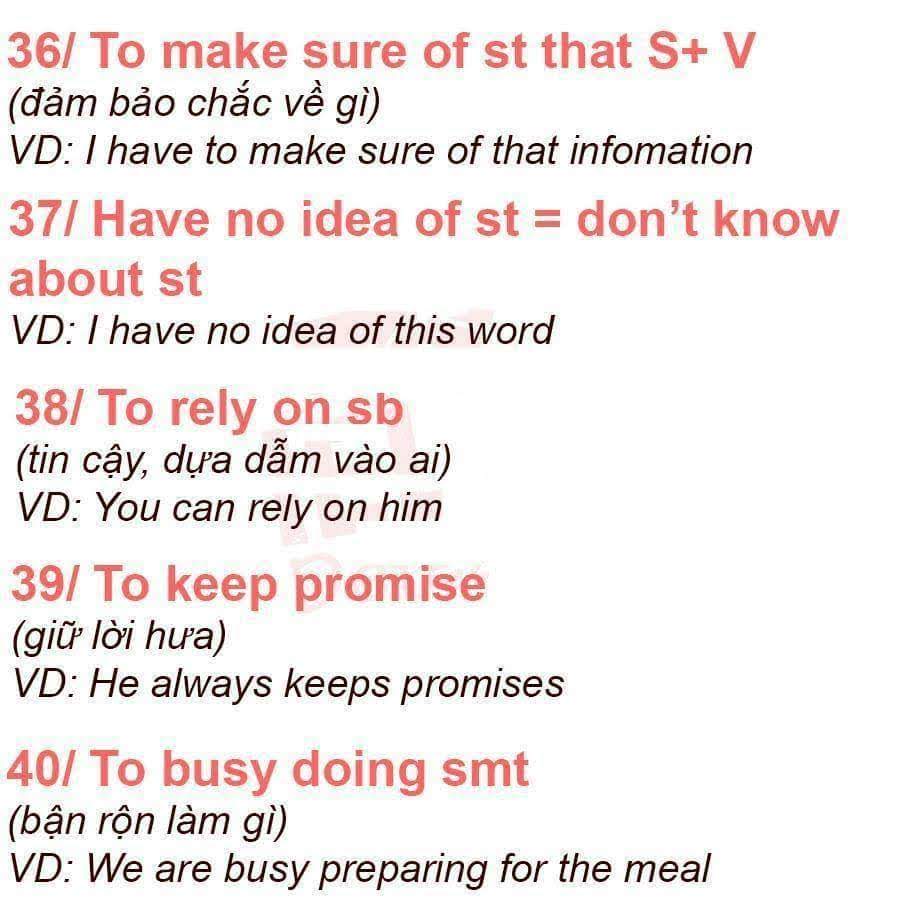 36/ To make sure of st that S+ V
(đảm bảo chắc về gì)
VD: I have to make sure of that infomation
37/ Have no idea of st = don’t know
about st
VD: I have no idea of this word
38/ To rely on sb
(tin cậy, dựa dẫm vào ai)
VD: You can rely on him
39/ To keep promise
(giữ lời hưa)
VD: He always keeps promises
40/ To busy doing smt
(bận rộn làm gì)
VD: We are busy preparing for the meal